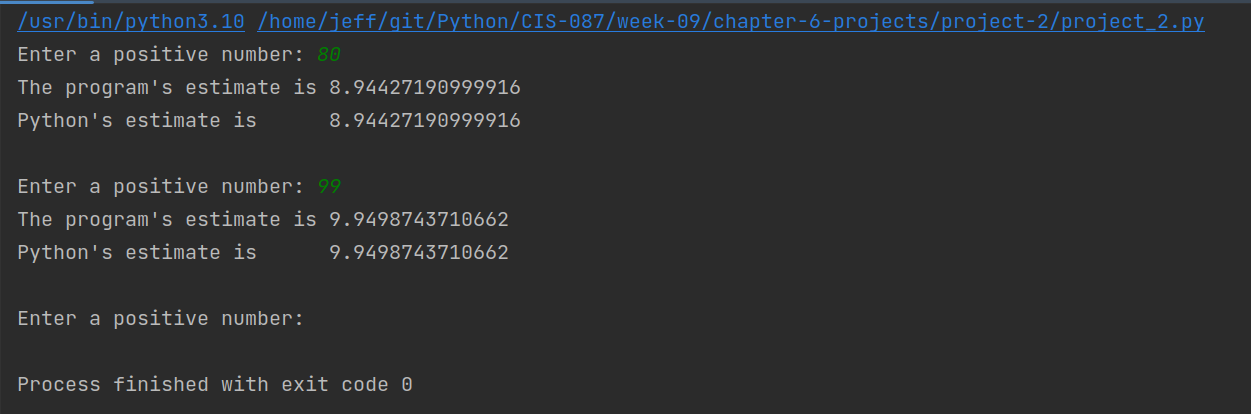 /usr/bin/python3.10 /home/jeff/git/Python/CIS-087/week-09/chapter-6-projects/project-2/project_2.py
Enter a positive number: 80
The program's estimate is 8.94427190999916
Python's estimate is      8.94427190999916
Enter a positive number: 99
The program's estimate is 9.9498743710662
Python's estimate is      9.9498743710662
Enter a positive number:
Process finished with exit code 0